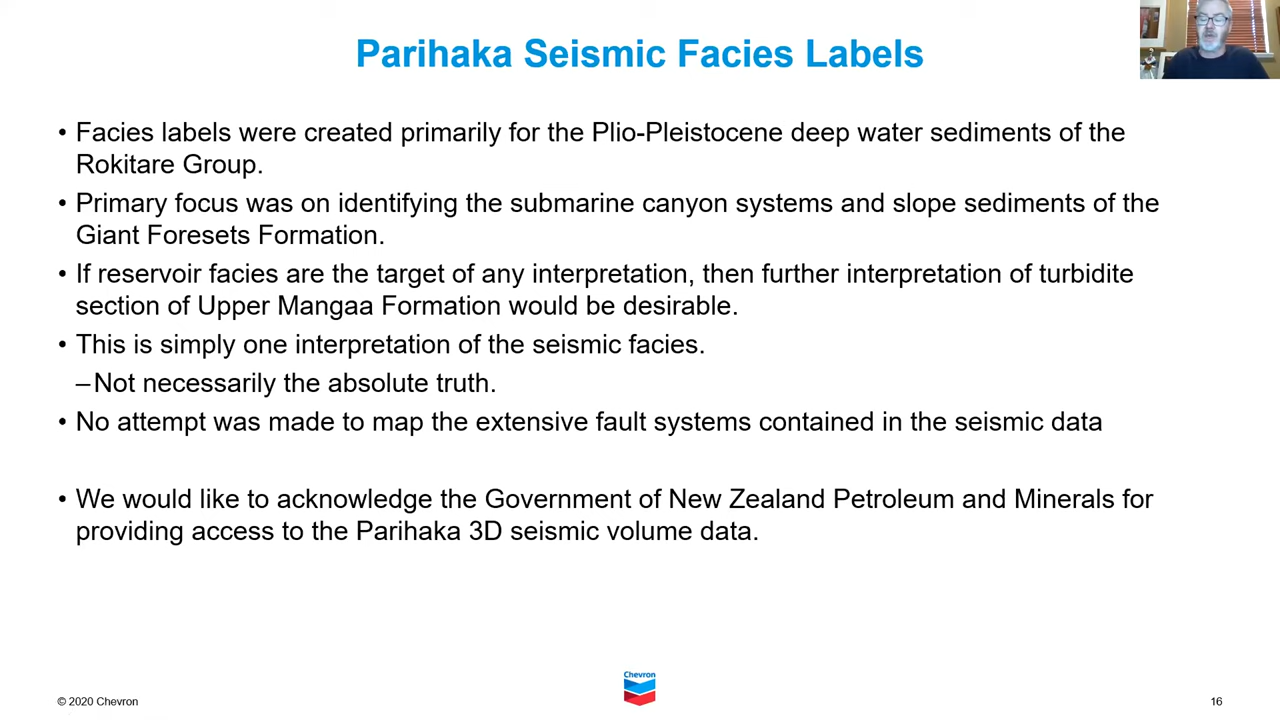 Parihaka Seismic Facies Labels
• Facies labels were created primarily for the Plio-Pleistocene deep water sediments of the
Rokitare Group.
• Primary focus was on identifying the submarine canyon systems and slope sediments of the
Giant Foresets Formation.
• If reservoir facies are the target of any interpretation, then further interpretation of turbidite
section of Upper Mangaa Formation would be desirable.
• This is simply one interpretation of the seismic facies.
–Not necessarily the absolute truth.
• No attempt was made to map the extensive fault systems contained in the seismic data
• We would like to acknowledge the Government of New Zealand Petroleum and Minerals for
providing access to the Parihaka 3D seismic volume data.
Chevron
© 2020 Chevron
16